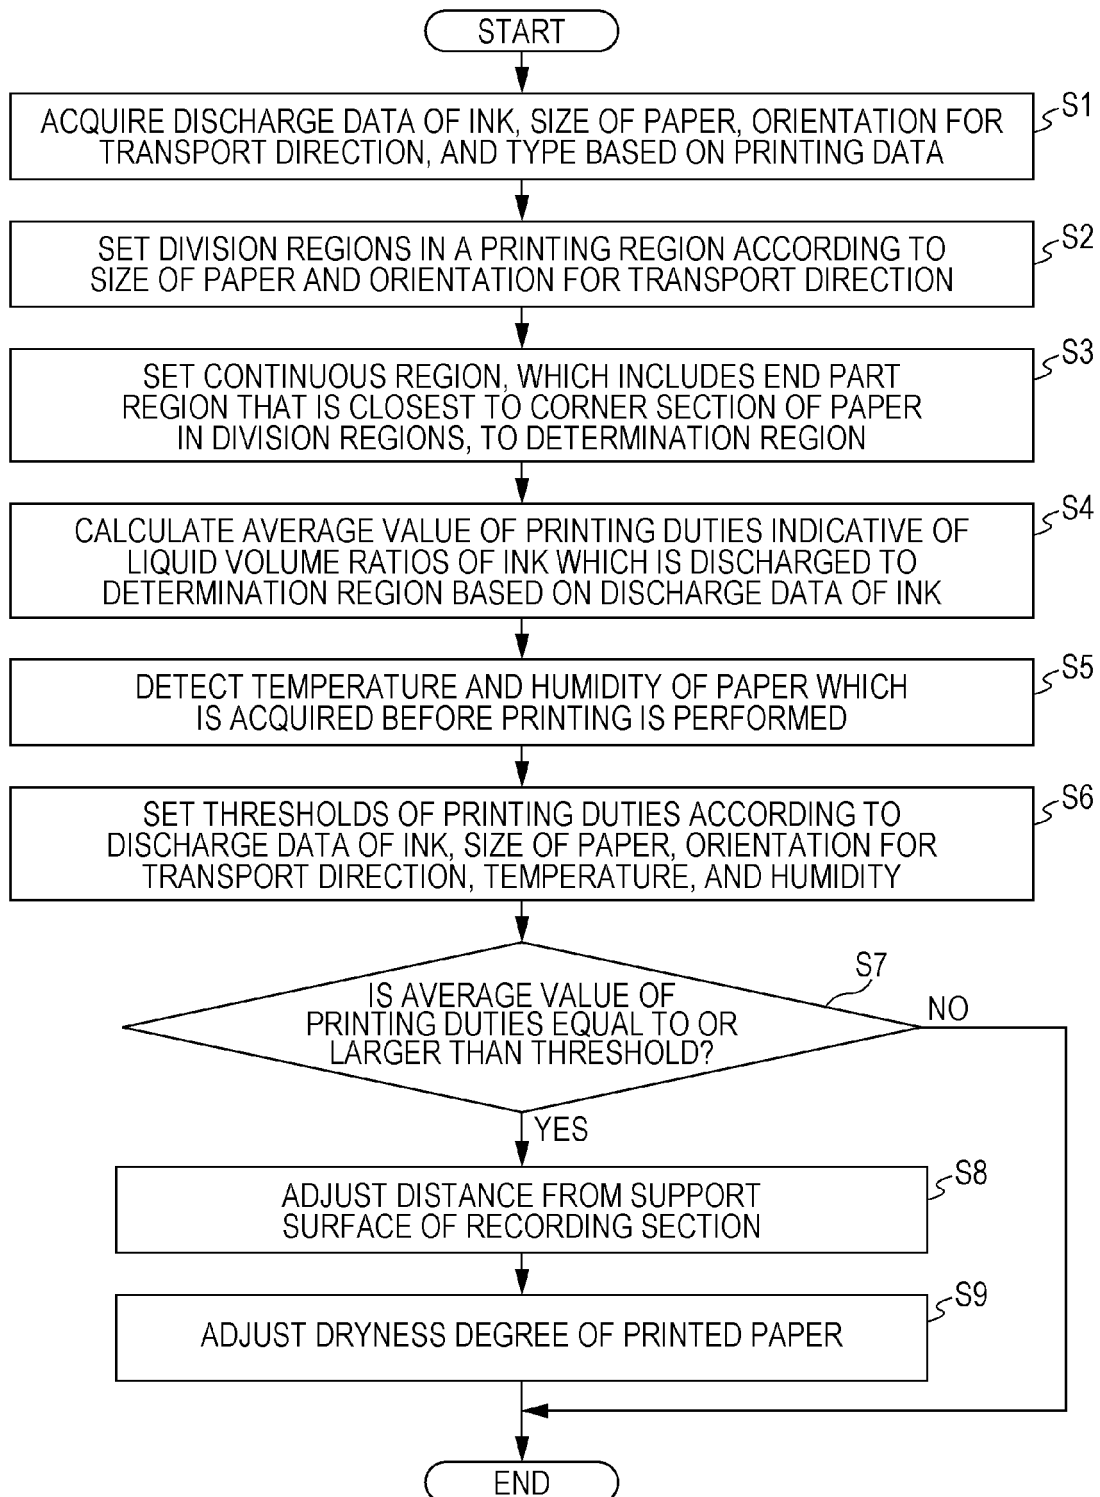 START
S1
ACQUIRE DISCHARGE DATA OF INK, SIZE OF PAPER, ORIENTATION FOR
TRANSPORT DIRECTION, AND TYPE BASED ON PRINTING DATA
S2
SET DIVISION REGIONS IN A PRINTING REGION ACCORDING TO
SIZE OF PAPER AND ORIENTATION FOR TRANSPORT DIRECTION
S3
SET CONTINUOUS REGION, WHICH INCLUDES END PART
REGION THAT IS CLOSEST TO CORNER SECTION OF PAPER
IN DIVISION REGIONS, TO DETERMINATION REGION
S4
CALCULATE AVERAGE VALUE OF PRINTING DUTIES INDICATIVE OF
LIQUID VOLUME RATIOS OF INK WHICH IS DISCHARGED TO
DETERMINATION REGION BASED ON DISCHARGE DATA OF INK
S5
DETECT TEMPERATURE AND HUMIDITY OF PAPER WHICH
IS ACQUIRED BEFORE PRINTING IS PERFORMED
S6
SET THRESHOLDS OF PRINTING DUTIES ACCORDING TO
DISCHARGE DATA OF INK, SIZE OF PAPER, ORIENTATION FOR
TRANSPORT DIRECTION, TEMPERATURE, AND HUMIDITY
S7
IS AVERAGE VALUE OF
PRINTING DUTIES EQUAL TO OR
LARGER THAN THRESHOLD?
NO
YES
S8
ADJUST DISTANCE FROM SUPPORT
SURFACE OF RECORDING SECTION
S9
ADJUST DRYNESS DEGREE OF PRINTED PAPER
END